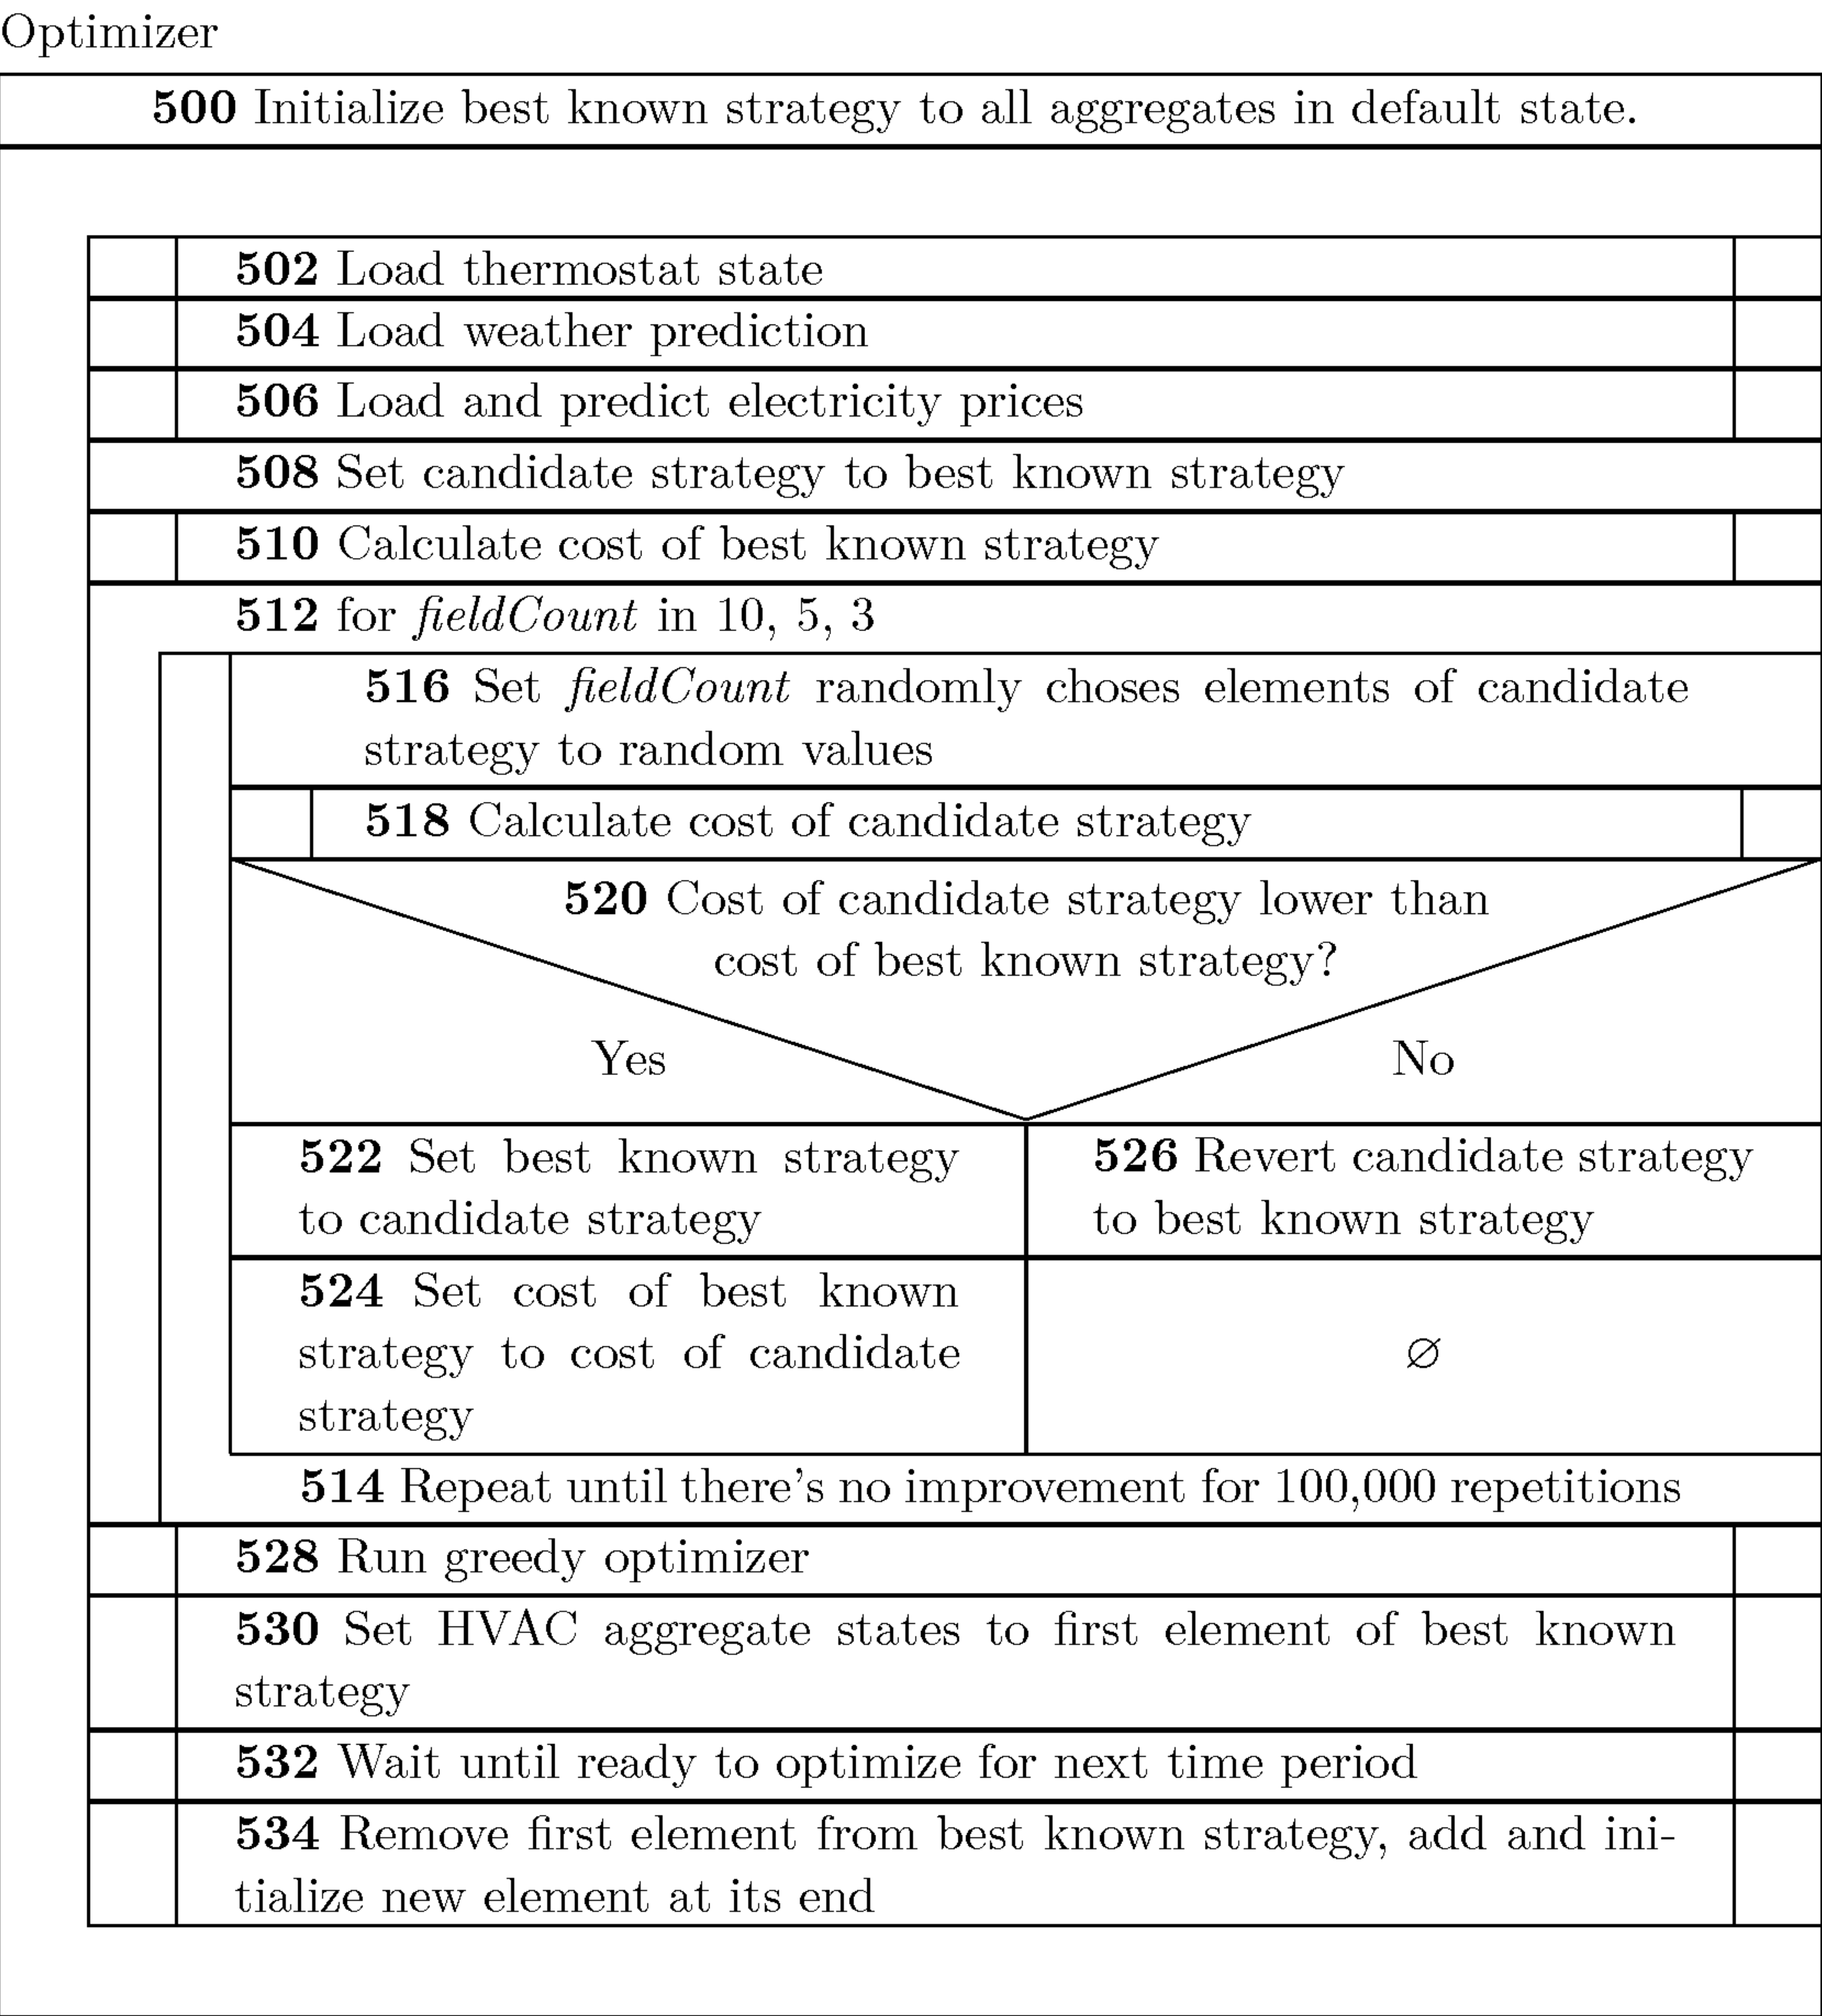 Optimizer
500 Initialize best known strategy to all aggregates in default state.
502 Load thermostat state
504 Load weather prediction
506 Load and predict electricity prices
508 Set candidate strategy to best known strategy
510 Calculate cost of best known strategy
512 for fieldCount in 10, 5, 3
516 Set fieldCount randomly choses elements of candidate
strategy to random values
518 Calculate cost of candidate strategy
520 Cost of candidate strategy lower than
cost of best known strategy?
Yes
No
522 Set best known strategy
to candidate strategy
526 Revert candidate strategy
to best known strategy
524 Set cost of best known
strategy to cost of candidate
strategy
∅
514 Repeat until there's no improvement for 100,000 repetitions
528 Run greedy optimizer
530 Set HVAC aggregate states to first element of best known
strategy
532 Wait until ready to optimize for next time period
534 Remove first element from best known strategy, add and ini-
tialize new element at its end